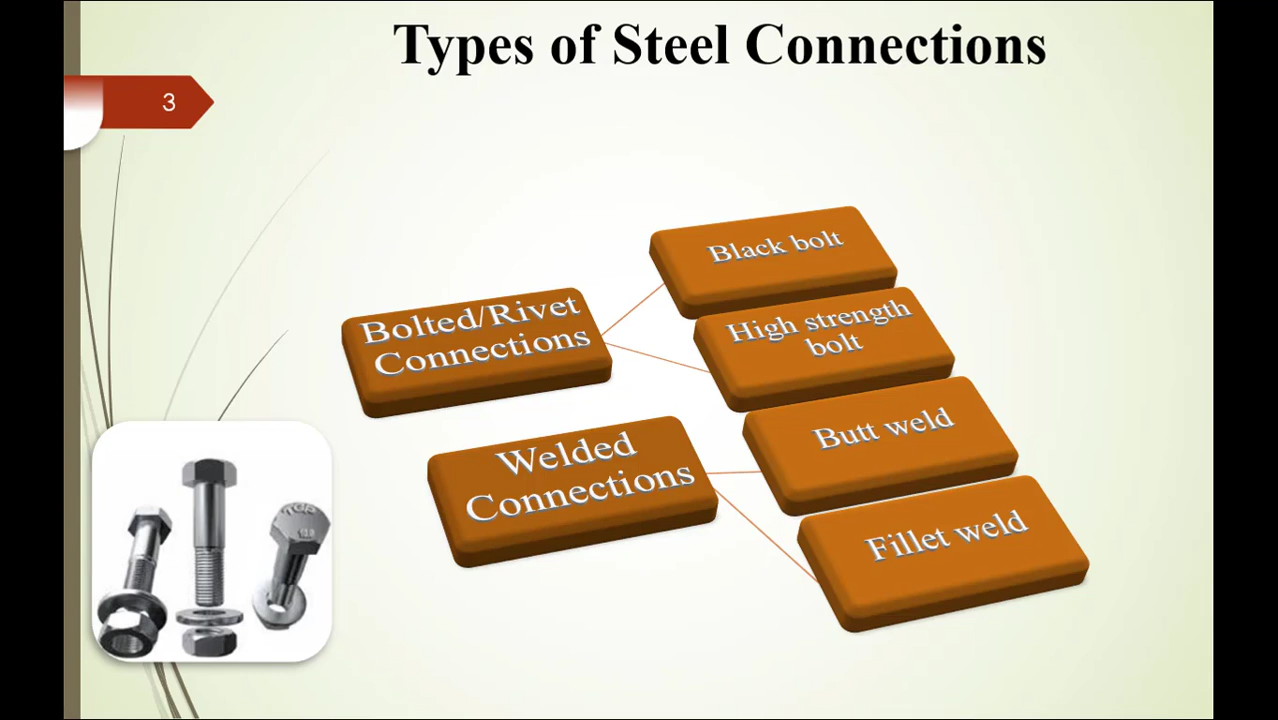 Types of Steel Connections
3
Bolted/Rivet
Connections
Black bolt
High strength
bolt
Welded
Connections
Butt weld
Fillet weld